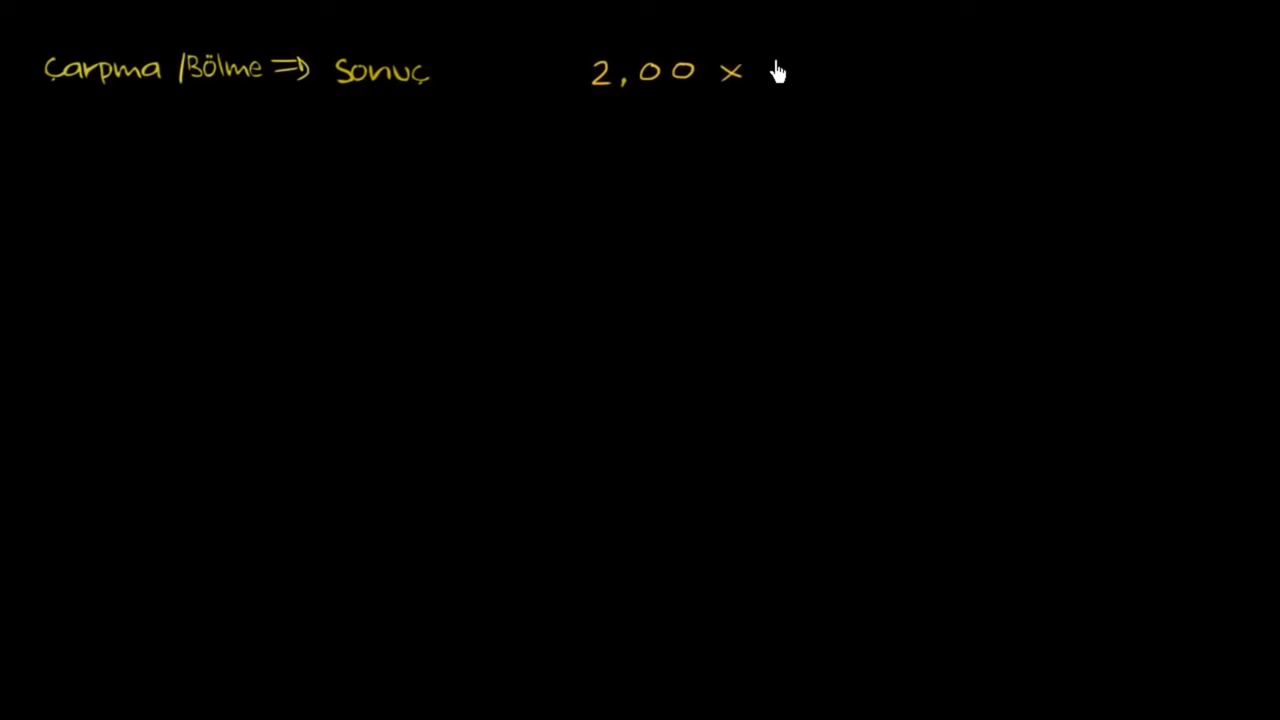 Çarpma /Bölme ⇒ Sonuç 2,00 ×